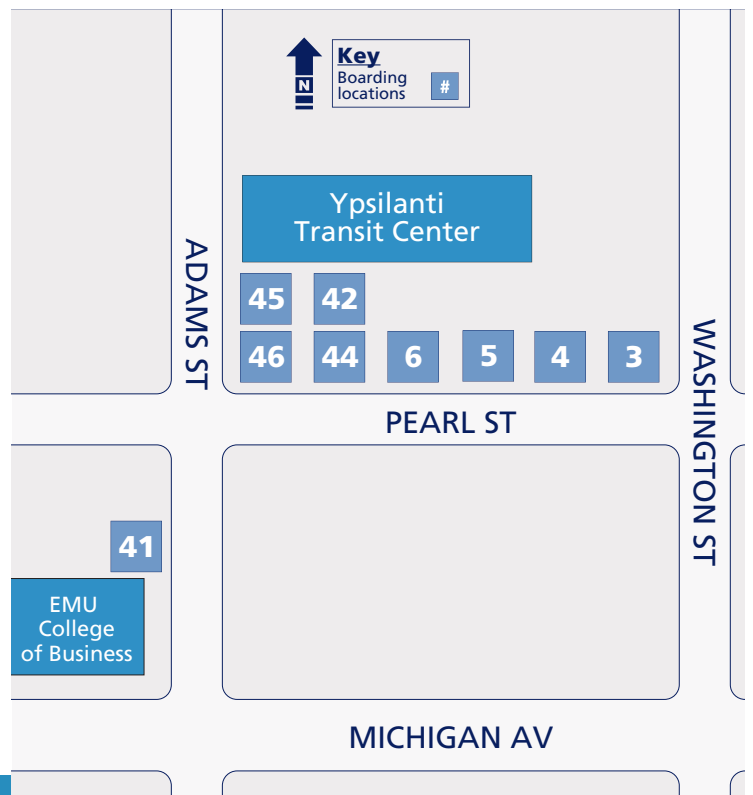 Key
Boarding
locations
#
N
Ypsilanti
Transit Center
ADAMS ST
45 42
46 44 6 5 4 3
WASHINGTON ST
PEARL ST
41
EMU
College
of Business
MICHIGAN AV